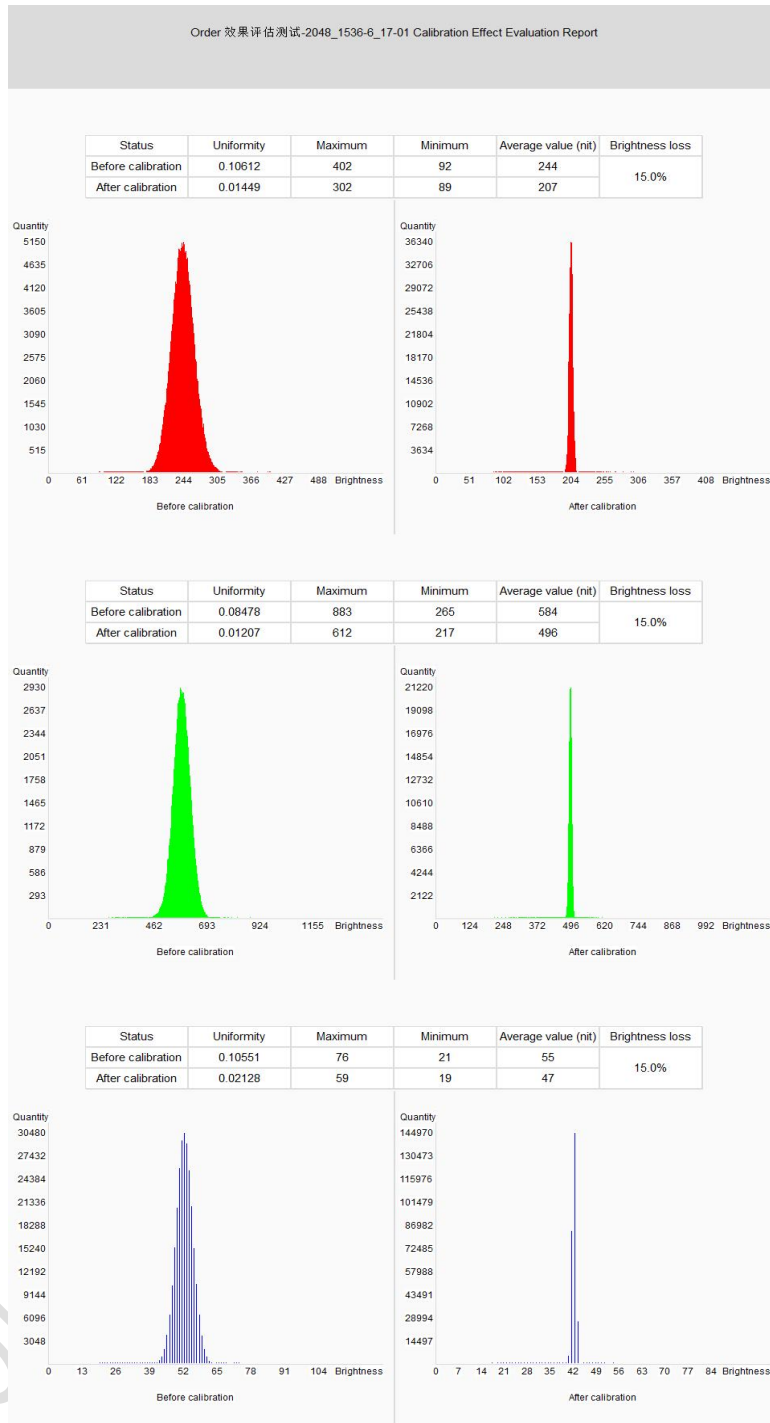 Order 效果评估测试-2048_1536-6_17-01 Calibration Effect Evaluation Report
Status Uniformity Maximum Minimum Average value (nit) Brightness loss
Before calibration 0.10612 402 92 244 15.0%
After calibration 0.01449 302 89 207
Quantity
5150
4635
4120
3605
3090
2575
2060
1545
1030
515
0 61 122 183 244 305 366 427 488 Brightness
Before calibration
Quantity
36340
32706
29072
25438
21804
18170
14536
10902
7268
3634
0 51 102 153 204 255 306 357 408 Brightness
After calibration
Status Uniformity Maximum Minimum Average value (nit) Brightness loss
Before calibration 0.08478 883 265 584 15.0%
After calibration 0.01207 612 217 496
Quantity
2930
2637
2344
2051
1758
1465
1172
879
586
293
0 231 462 693 924 1155 Brightness
Before calibration
Quantity
21220
19098
16976
14854
12732
10610
8488
6366
4244
2122
0 124 248 372 496 620 744 868 992 Brightness
After calibration
Status Uniformity Maximum Minimum Average value (nit) Brightness loss
Before calibration 0.10551 76 21 55 15.0%
After calibration 0.02128 59 19 47
Quantity
30480
27432
24384
21336
18288
15240
12192
9144
6096
3048
0 13 26 39 52 65 78 91 104 Brightness
Before calibration
Quantity
144970
130473
115976
101479
86982
72485
57988
43491
28994
14497
0 7 14 21 28 35 42 49 56 63 70 77 84 Brightness
After calibration